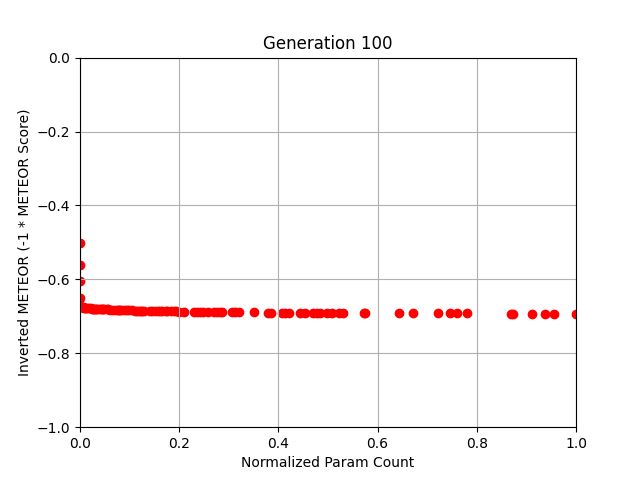 Generation 100
Inverted METEOR (-1 * METEOR Score)
0.0
−0.2
−0.4
−0.6
−0.8
−1.0
0.0 0.2 0.4 0.6 0.8 1.0
Normalized Param Count